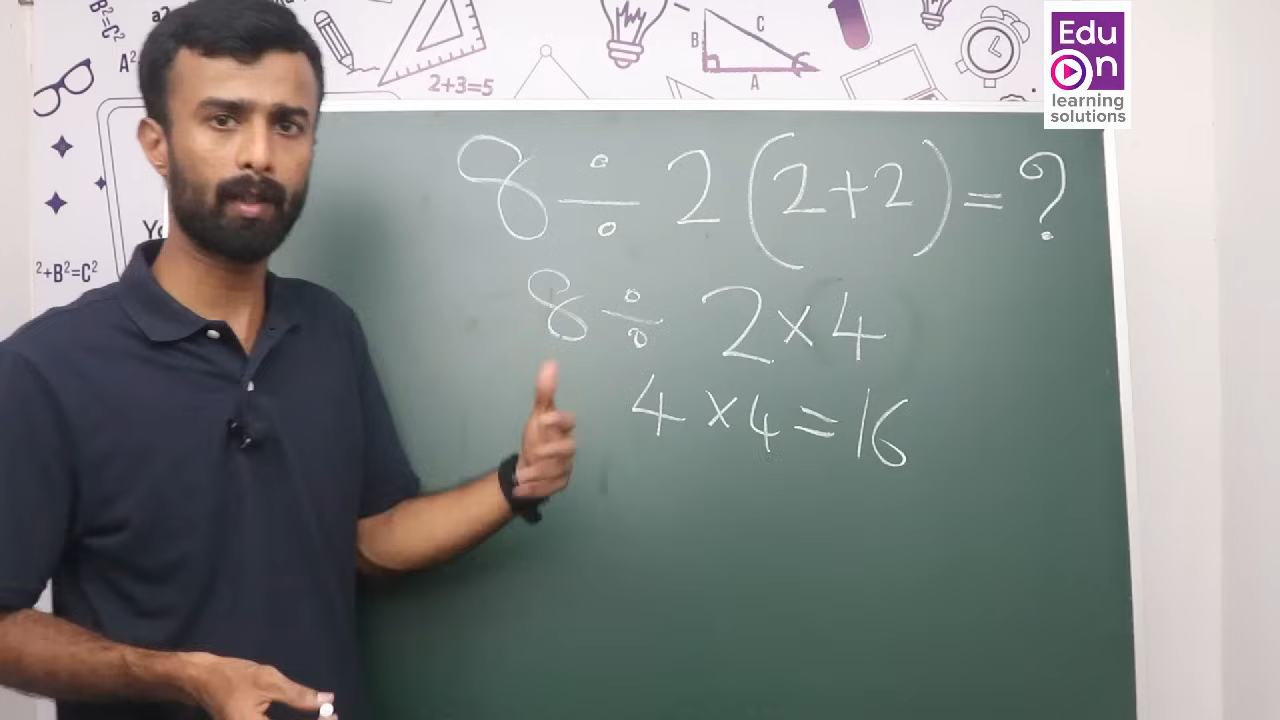 B²=C²
A²
2+3=5
B
C
A
Edu
On
learning
solutions
²+B²=C²
8 ÷ 2 (2+2) = ?
8 ÷ 2×4
4 ×4 = 16